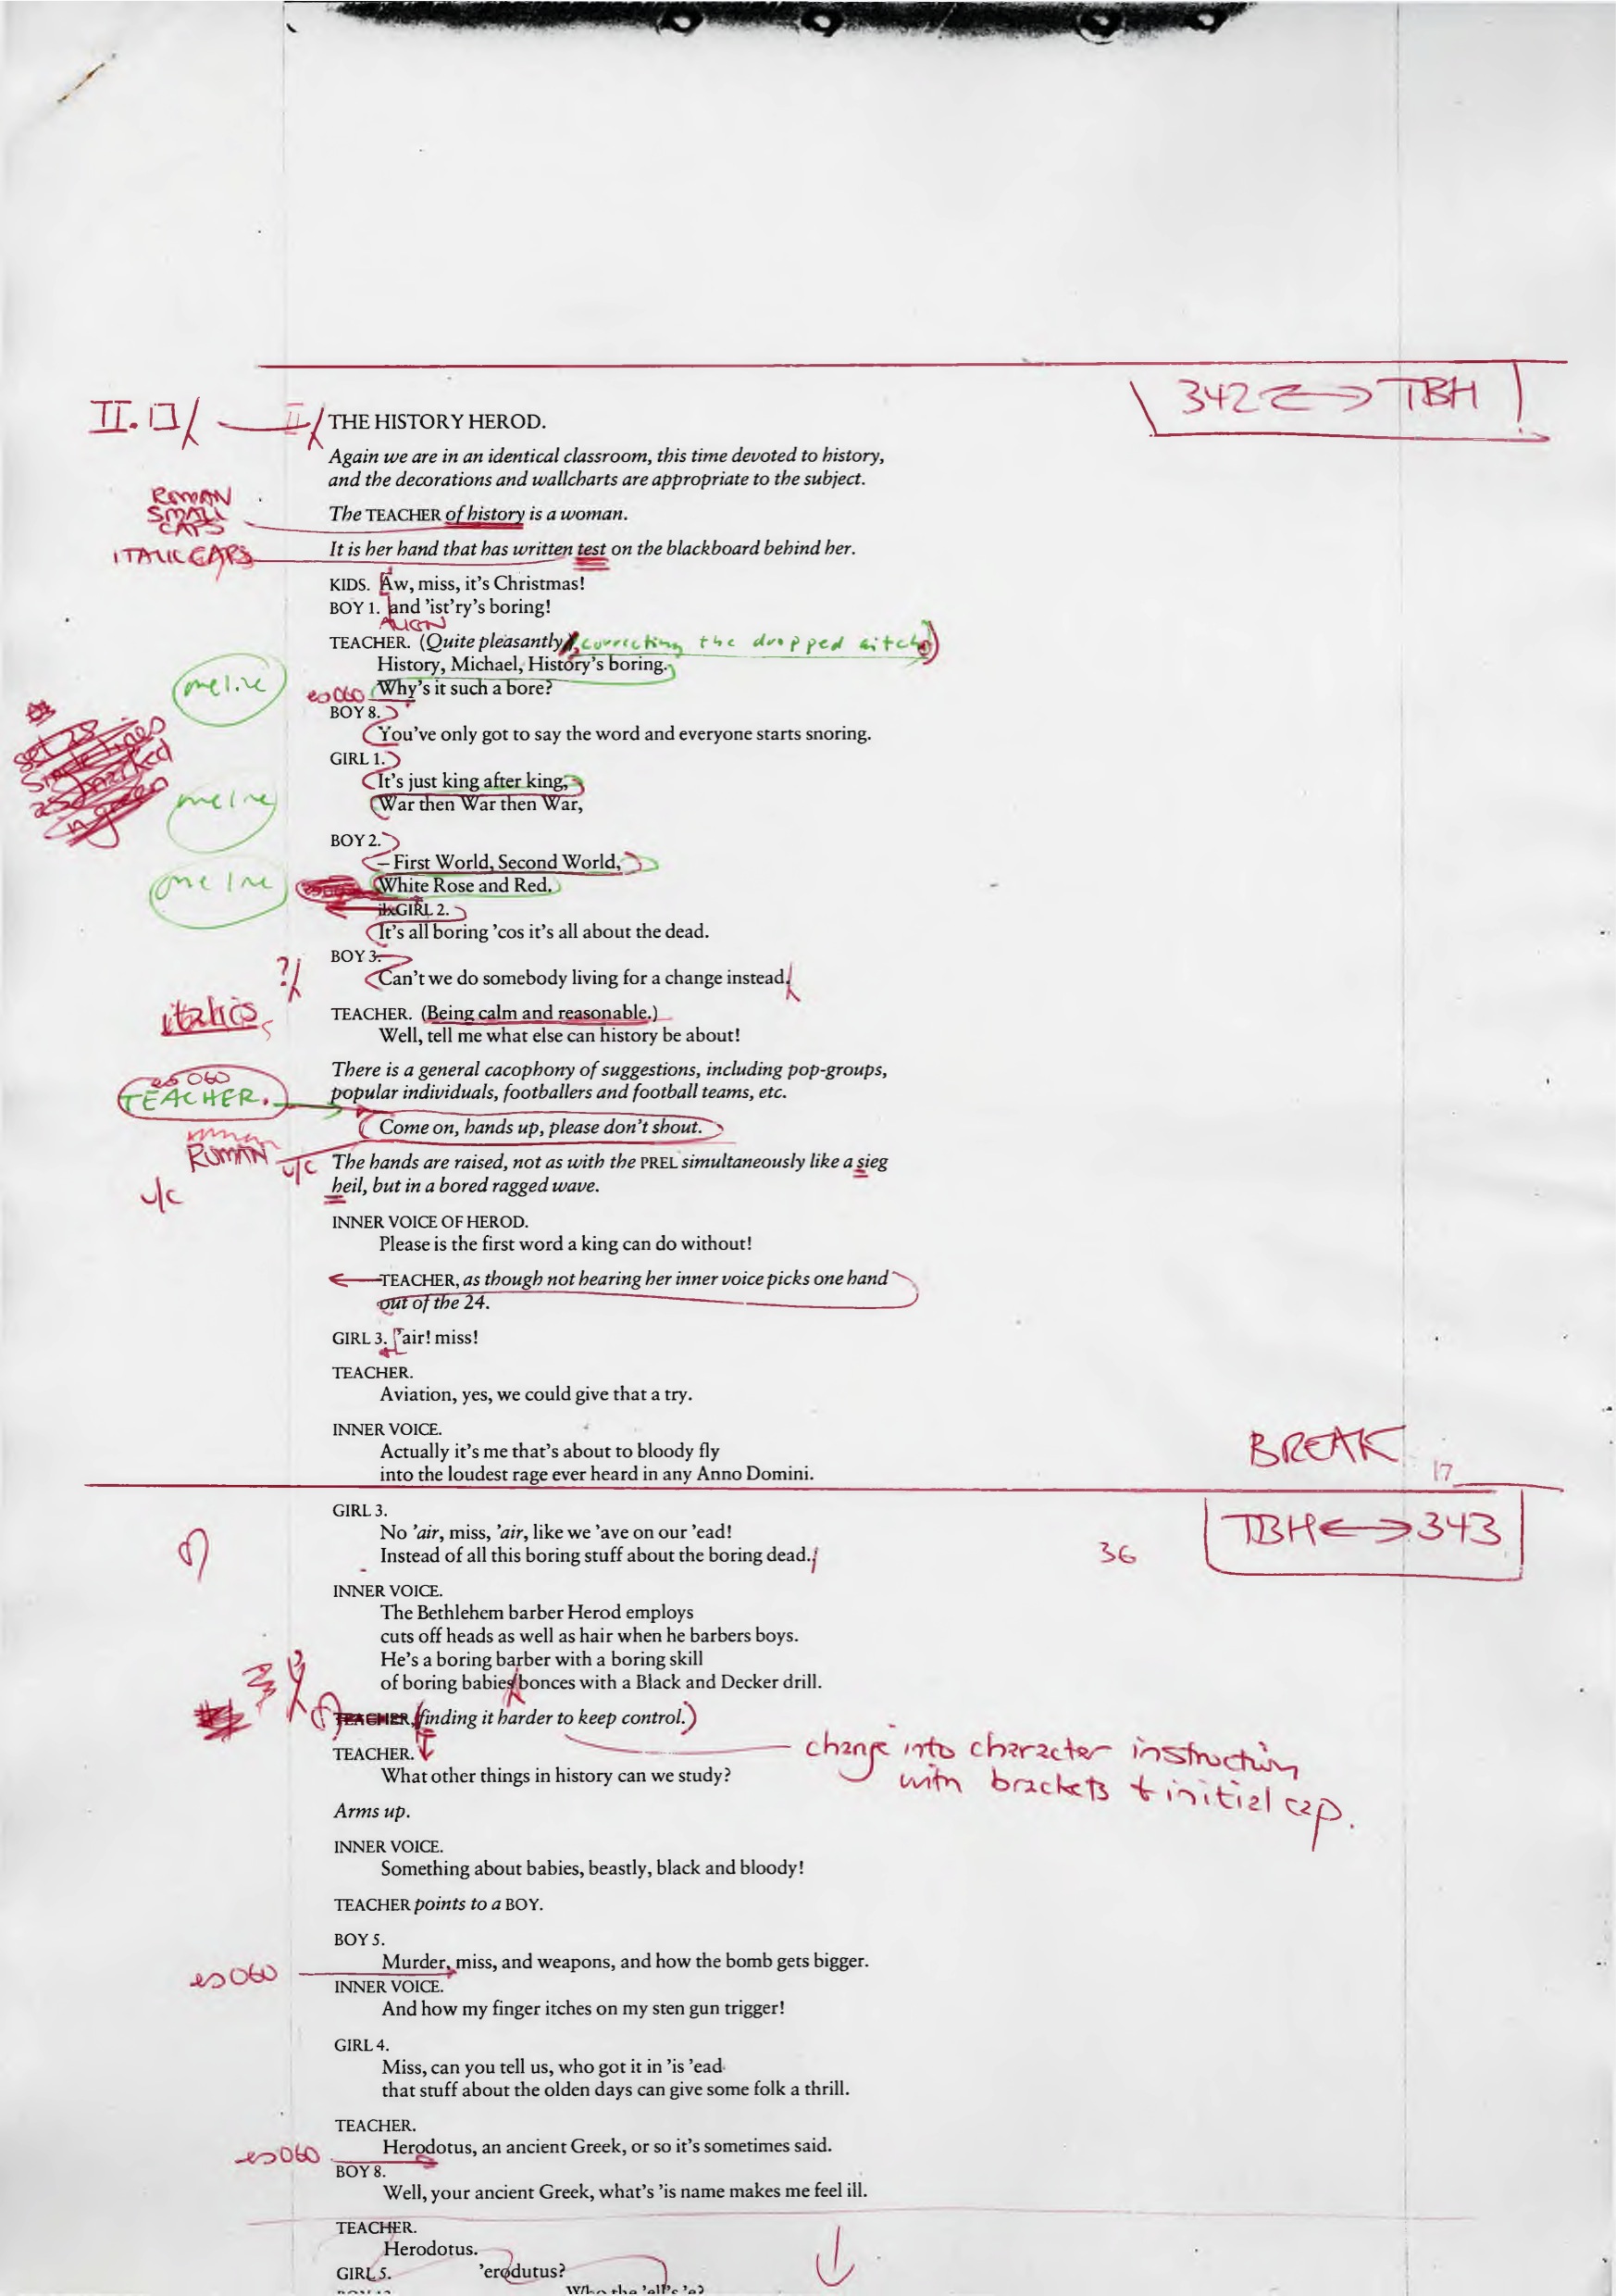 342 ←→ TBH
II.
THE HISTORY HEROD.
Again we are in an identical classroom, this time devoted to history,
and the decorations and wallcharts are appropriate to the subject.
ROMAN
SMALL
CAPS
The TEACHER of history is a woman.
ITALIC CAPS
It is her hand that has written test on the blackboard behind her.
KIDS. Aw, miss, it's Christmas!
BOY 1. and 'ist'ry's boring!
ALIGN
TEACHER. (Quite pleasantly, correcting the dropped aitch)
History, Michael, History's boring.
one line
es060 Why's it such a bore?
BOY 8.
You've only got to say the word and everyone starts snoring.
set as
single lines
as marked
in green
GIRL 1.
It's just king after king,
one line
War then War then War,
BOY 2.
– First World, Second World,
one line
White Rose and Red.
GIRL 2.
It's all boring 'cos it's all about the dead.
BOY 3.
?/
Can't we do somebody living for a change instead
italics
TEACHER. (Being calm and reasonable.)
Well, tell me what else can history be about!
There is a general cacophony of suggestions, including pop-groups,
es 060
popular individuals, footballers and football teams, etc.
TEACHER.
Come on, hands up, please don't shout.
ROMAN
u/c
The hands are raised, not as with the PREL simultaneously like a sieg
u/c
heil, but in a bored ragged wave.
INNER VOICE OF HEROD.
Please is the first word a king can do without!
TEACHER, as though not hearing her inner voice picks one hand
out of the 24.
GIRL 3. 'air! miss!
TEACHER.
Aviation, yes, we could give that a try.
INNER VOICE.
Actually it's me that's about to bloody fly
into the loudest rage ever heard in any Anno Domini.
BREAK
17
GIRL 3.
No 'air, miss, 'air, like we 'ave on our 'ead!
TBH ←→ 343
Instead of all this boring stuff about the boring dead.
36
INNER VOICE.
The Bethlehem barber Herod employs
cuts off heads as well as hair when he barbers boys.
He's a boring barber with a boring skill
of boring babies bonces with a Black and Decker drill.
TEACHER, (finding it harder to keep control.)
TEACHER.
change into character instruction
What other things in history can we study?
with brackets + initial cap.
Arms up.
INNER VOICE.
Something about babies, beastly, black and bloody!
TEACHER points to a BOY.
BOY 5.
Murder, miss, and weapons, and how the bomb gets bigger.
es060
INNER VOICE.
And how my finger itches on my sten gun trigger!
GIRL 4.
Miss, can you tell us, who got it in 'is 'ead
that stuff about the olden days can give some folk a thrill.
TEACHER.
Herodotus, an ancient Greek, or so it's sometimes said.
es060
BOY 8.
Well, your ancient Greek, what's 'is name makes me feel ill.
TEACHER.
Herodotus.
GIRL 5. 'erodutus?
Who the 'ell's 'e?